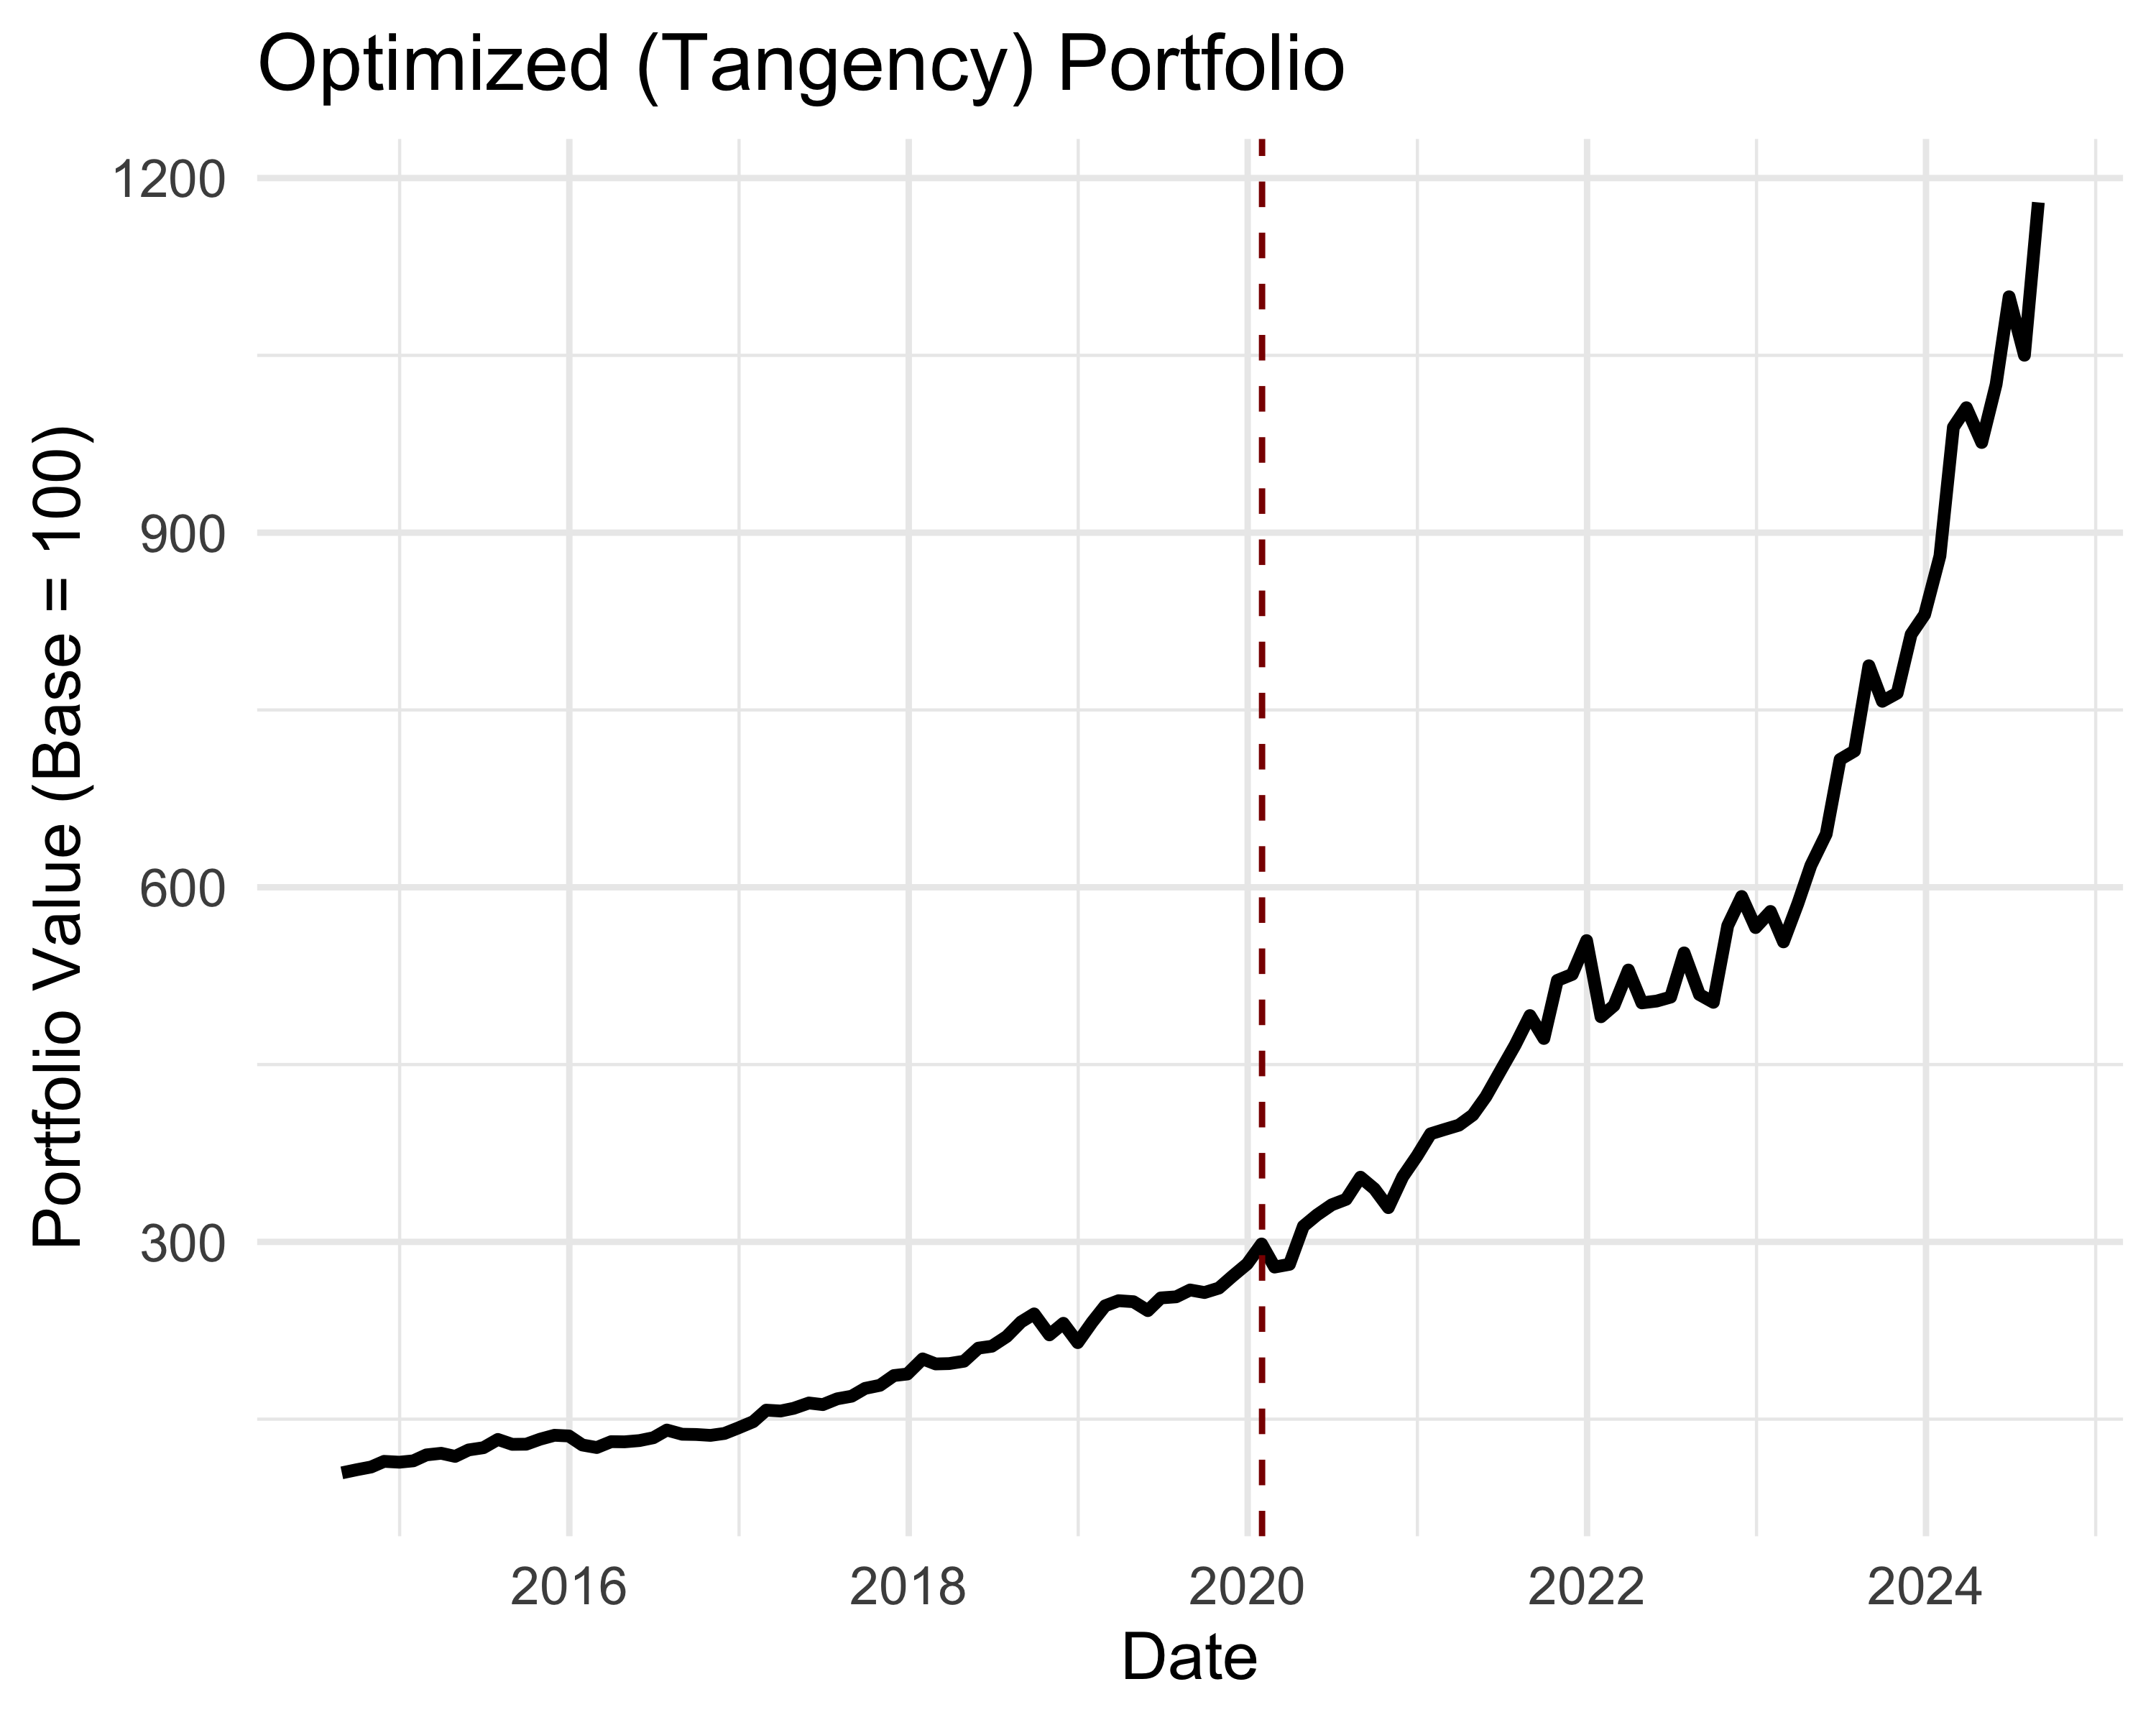 Optimized (Tangency) Portfolio
Portfolio Value (Base = 100)
1200
900
600
300
2016 2018 2020 2022 2024
Date